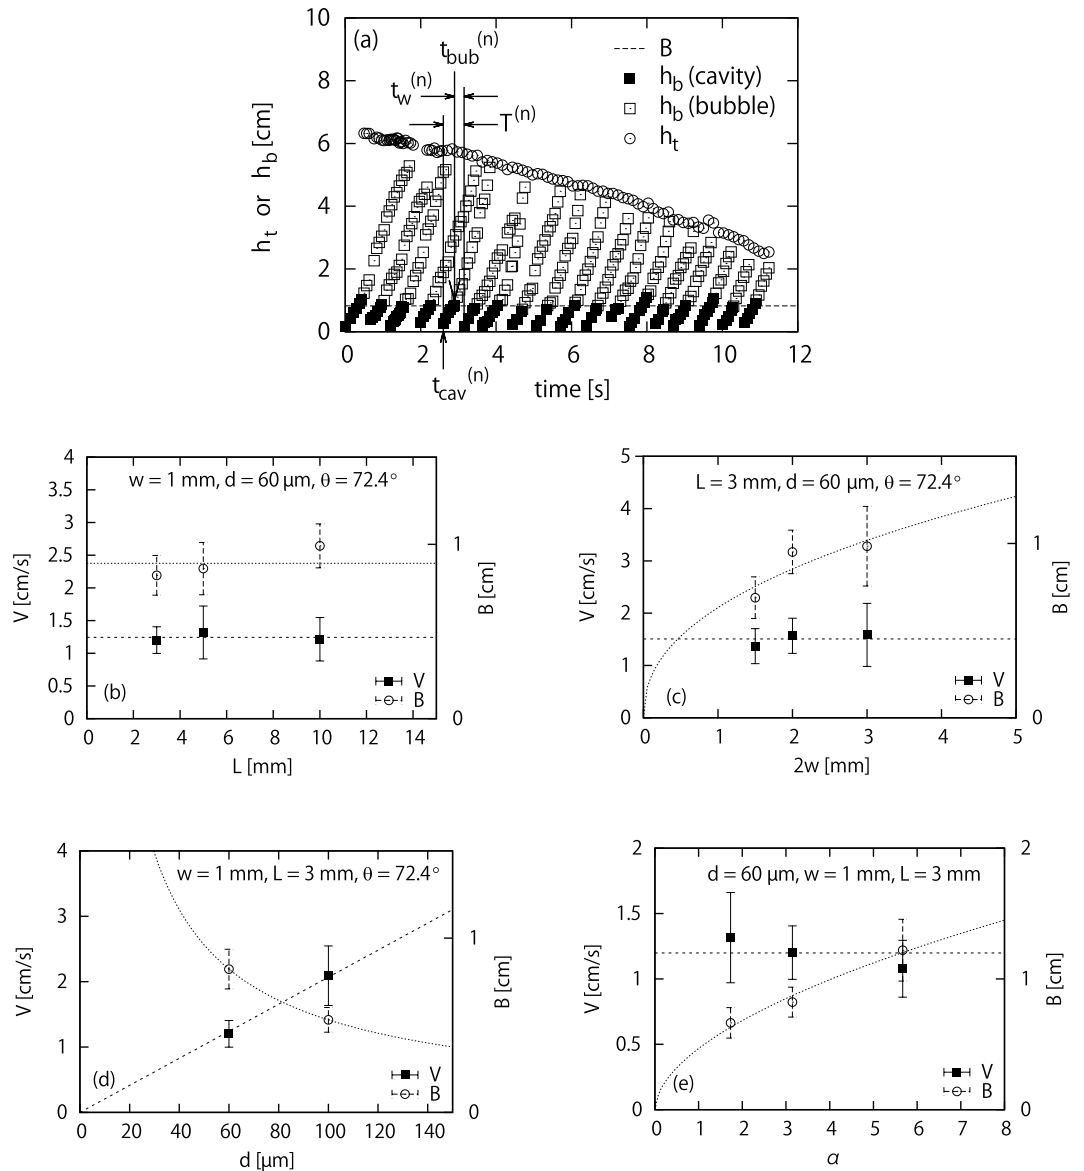 10
8
6
4
2
0
h_t or h_b [cm]
(a)
t_bub^(n)
t_w^(n)
T^(n)
t_cav^(n)
B
h_b (cavity)
h_b (bubble)
h_t
0 2 4 6 8 10 12
time [s]
4
3.5
3
2.5
2
1.5
1
0.5
0
V [cm/s]
w = 1 mm, d = 60 μm, θ = 72.4°
(b)
V
B
1
0
B [cm]
0 2 4 6 8 10 12 14
L [mm]
5
4
3
2
1
0
V [cm/s]
L = 3 mm, d = 60 μm, θ = 72.4°
(c)
V
B
1
0
B [cm]
0 1 2 3 4 5
2w [mm]
4
3
2
1
0
V [cm/s]
w = 1 mm, L = 3 mm, θ = 72.4°
(d)
V
B
1
0
B [cm]
0 20 40 60 80 100 120 140
d [μm]
2
1.5
1
0.5
0
V [cm/s]
d = 60 μm, w = 1 mm, L = 3 mm
(e)
V
B
2
1
0
B [cm]
0 1 2 3 4 5 6 7 8
α